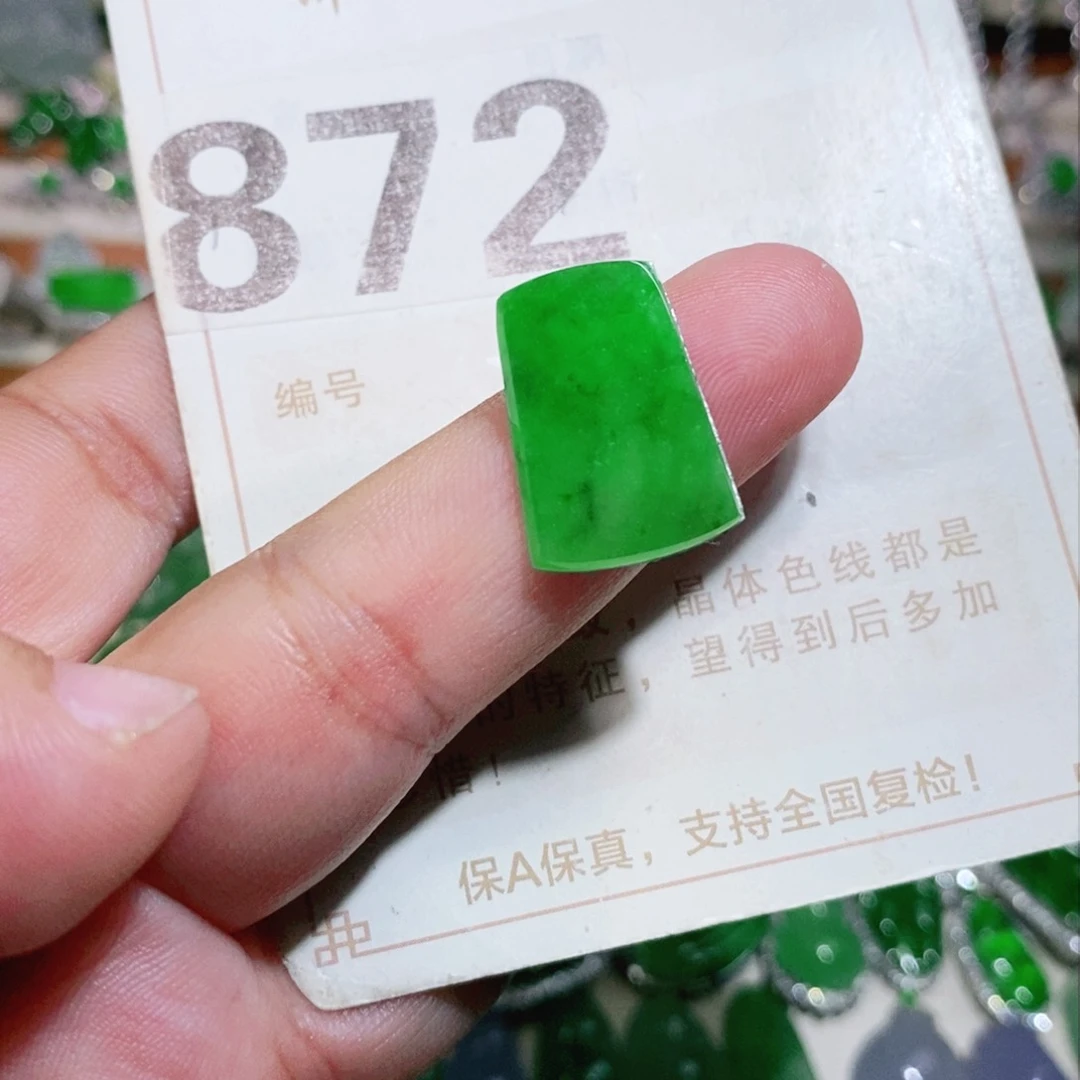 872
编号
，晶体色线都是
的特征，望得到后多加
惜！
保A保真，支持全国复检！